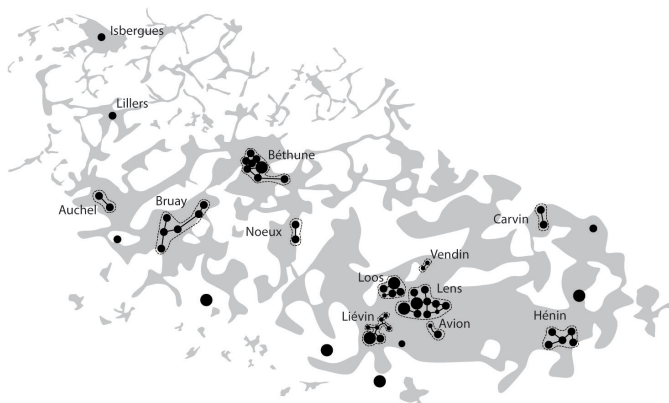 Isbergues
Lillers
Béthune
Auchel
Bruay
Noeux
Carvin
Vendin
Loos
Lens
Liévin
Avion
Hénin